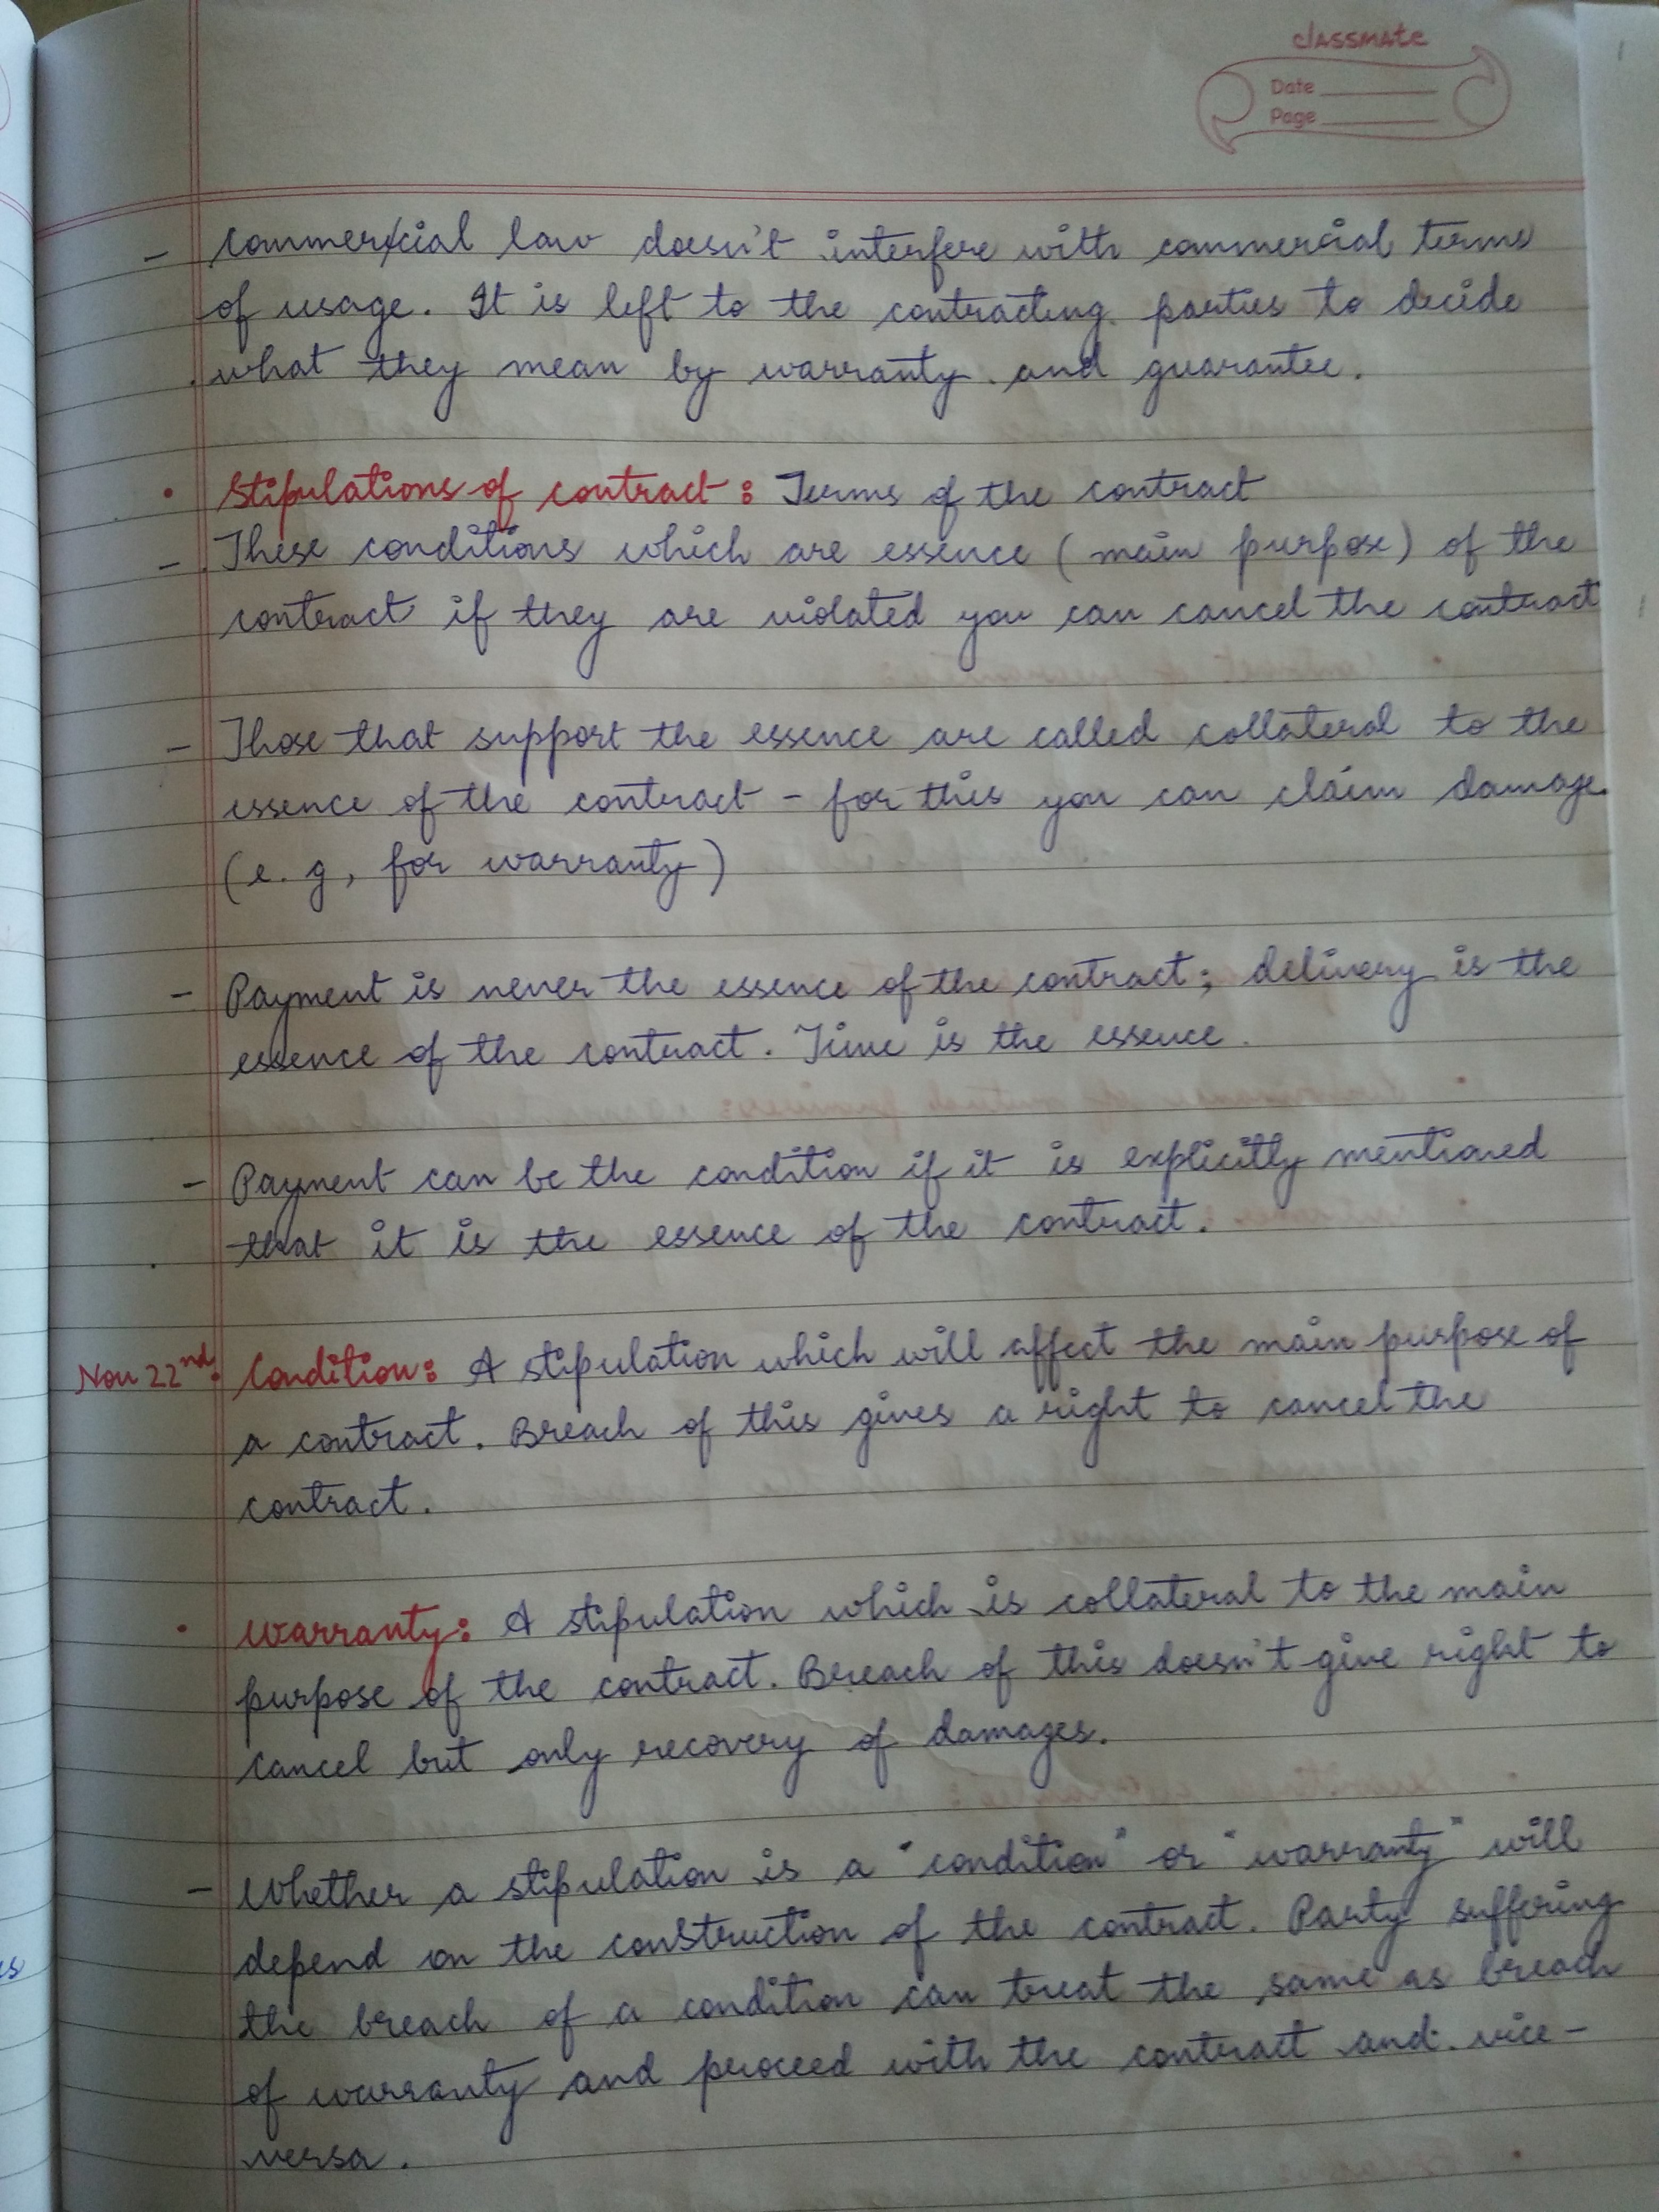 classmate
Date
Page
- Commercial law doesn't interfere with commercial terms
of usage. It is left to the contracting parties to decide
what they mean by warranty and guarantee.
• Stipulations of contract: Terms of the contract
- These conditions which are essence (main purpose) of the
contract if they are violated you can cancel the contract
- Those that support the essence are called collateral to the
essence of the contract - for this you can claim damage.
(e.g, for warranty)
- Payment is never the essence of the contract; delivery is the
essence of the contract. Time is the essence.
- Payment can be the condition if it is explicitly mentioned
that it is the essence of the contract.
Nov 22nd • Condition: A stipulation which will affect the main purpose of
a contract. Breach of this gives a right to cancel the
contract.
• Warranty: A stipulation which is collateral to the main
purpose of the contract. Breach of this doesn't give right to
cancel but only recovery of damages.
- Whether a stipulation is a "condition" or "warranty" will
depend on the construction of the contract. Party suffering
the breach of a condition can treat the same as breach
of warranty and proceed with the contract and vice-
versa.